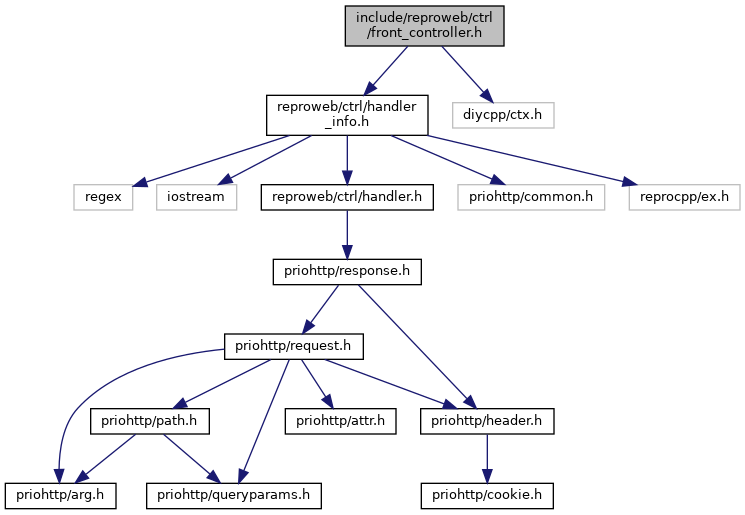 include/reproweb/ctrl
/front_controller.h
reproweb/ctrl/handler
_info.h
diycpp/ctx.h
regex
iostream
reproweb/ctrl/handler.h
priohttp/common.h
reprocpp/ex.h
priohttp/response.h
priohttp/request.h
priohttp/path.h
priohttp/attr.h
priohttp/header.h
priohttp/arg.h
priohttp/queryparams.h
priohttp/cookie.h